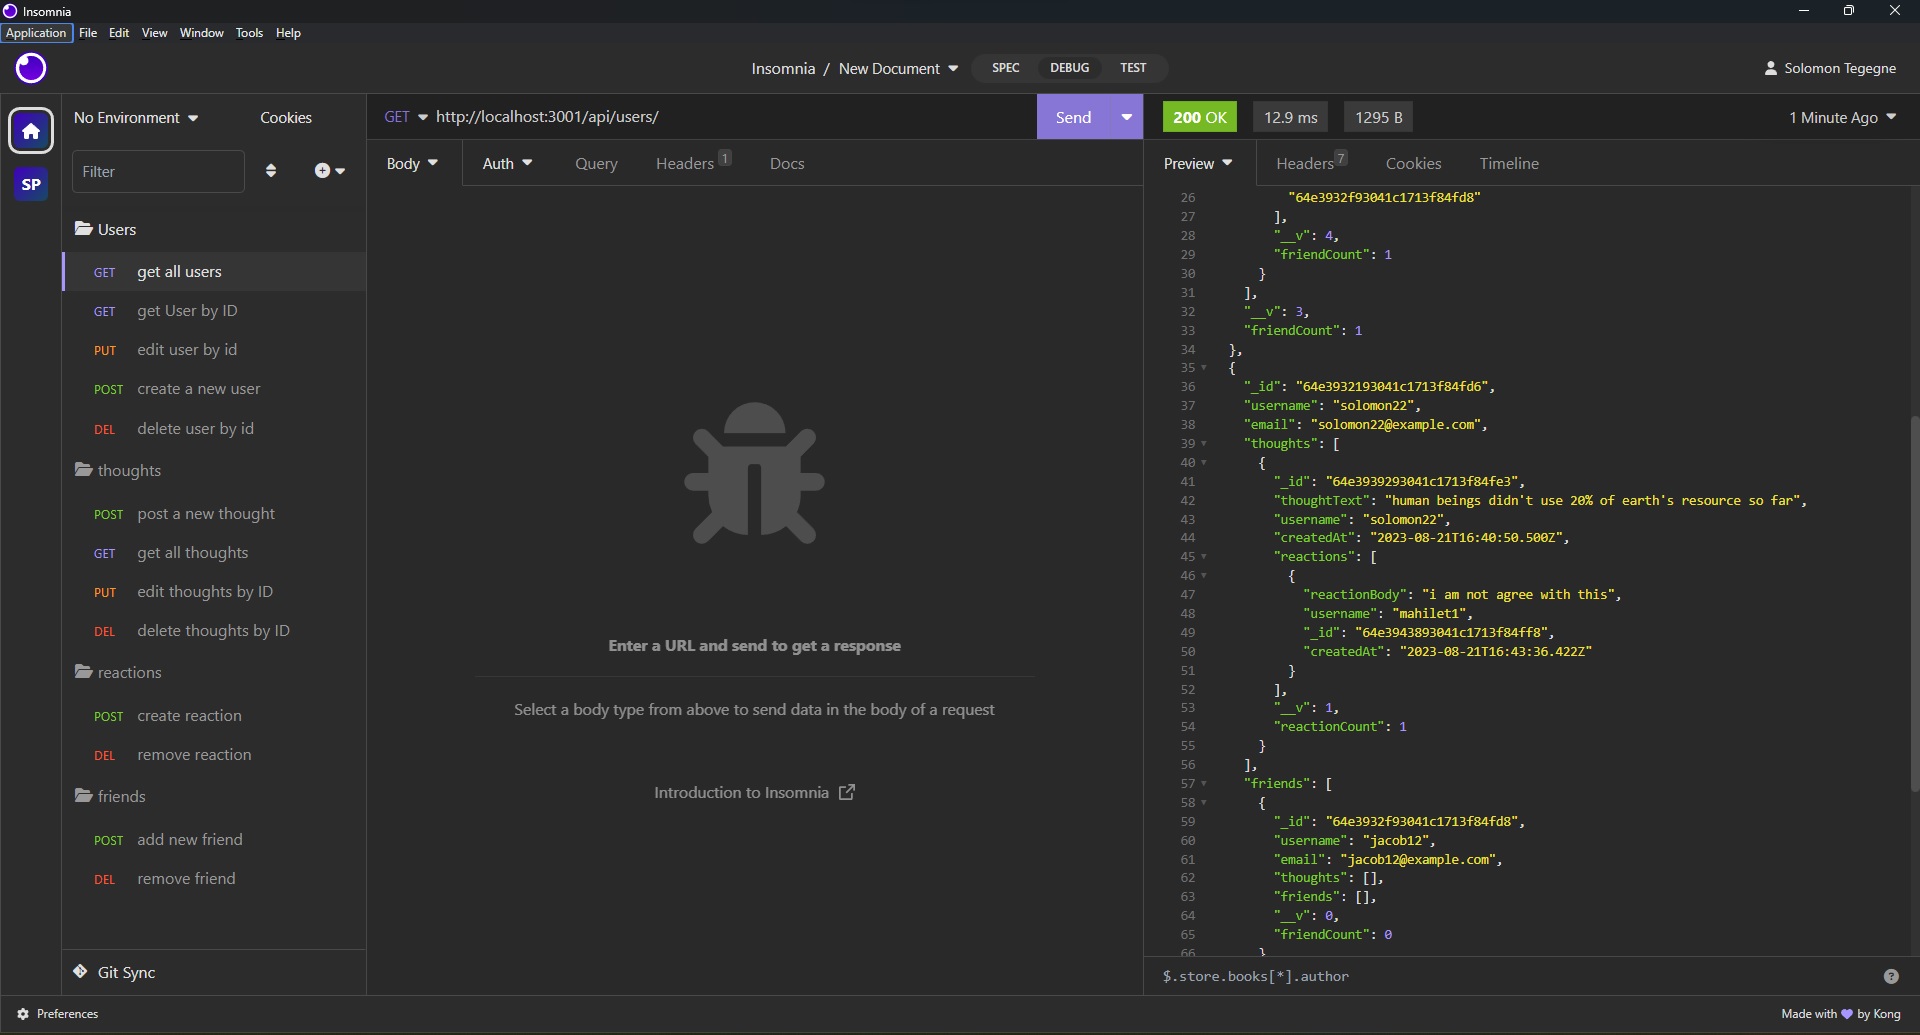 Insomnia
Application File Edit View Window Tools Help
Insomnia / New Document SPEC DEBUG TEST Solomon Tegegne
SP
No Environment Cookies
Filter
Users
GET get all users
GET get User by ID
PUT edit user by id
POST create a new user
DEL delete user by id
thoughts
POST post a new thought
GET get all thoughts
PUT edit thoughts by ID
DEL delete thoughts by ID
reactions
POST create reaction
DEL remove reaction
friends
POST add new friend
DEL remove friend
Git Sync
GET http://localhost:3001/api/users/ Send
Body Auth Query Headers 1 Docs
Enter a URL and send to get a response
Select a body type from above to send data in the body of a request
Introduction to Insomnia
200 OK 12.9 ms 1295 B 1 Minute Ago
Preview Headers 7 Cookies Timeline
26 "64e3932f93041c1713f84fd8"
27 ],
28 "__v": 4,
29 "friendCount": 1
30 }
31 ],
32 "__v": 3,
33 "friendCount": 1
34 },
35 {
36 "_id": "64e3932193041c1713f84fd6",
37 "username": "solomon22",
38 "email": "solomon22@example.com",
39 "thoughts": [
40 {
41 "_id": "64e3939293041c1713f84fe3",
42 "thoughtText": "human beings didn't use 20% of earth's resource so far",
43 "username": "solomon22",
44 "createdAt": "2023-08-21T16:40:50.500Z",
45 "reactions": [
46 {
47 "reactionBody": "i am not agree with this",
48 "username": "mahilet1",
49 "_id": "64e3943893041c1713f84ff8",
50 "createdAt": "2023-08-21T16:43:36.422Z"
51 }
52 ],
53 "__v": 1,
54 "reactionCount": 1
55 }
56 ],
57 "friends": [
58 {
59 "_id": "64e3932f93041c1713f84fd8",
60 "username": "jacob12",
61 "email": "jacob12@example.com",
62 "thoughts": [],
63 "friends": [],
64 "__v": 0,
65 "friendCount": 0
66 }
$.store.books[*].author
Preferences
Made with 💜 by Kong